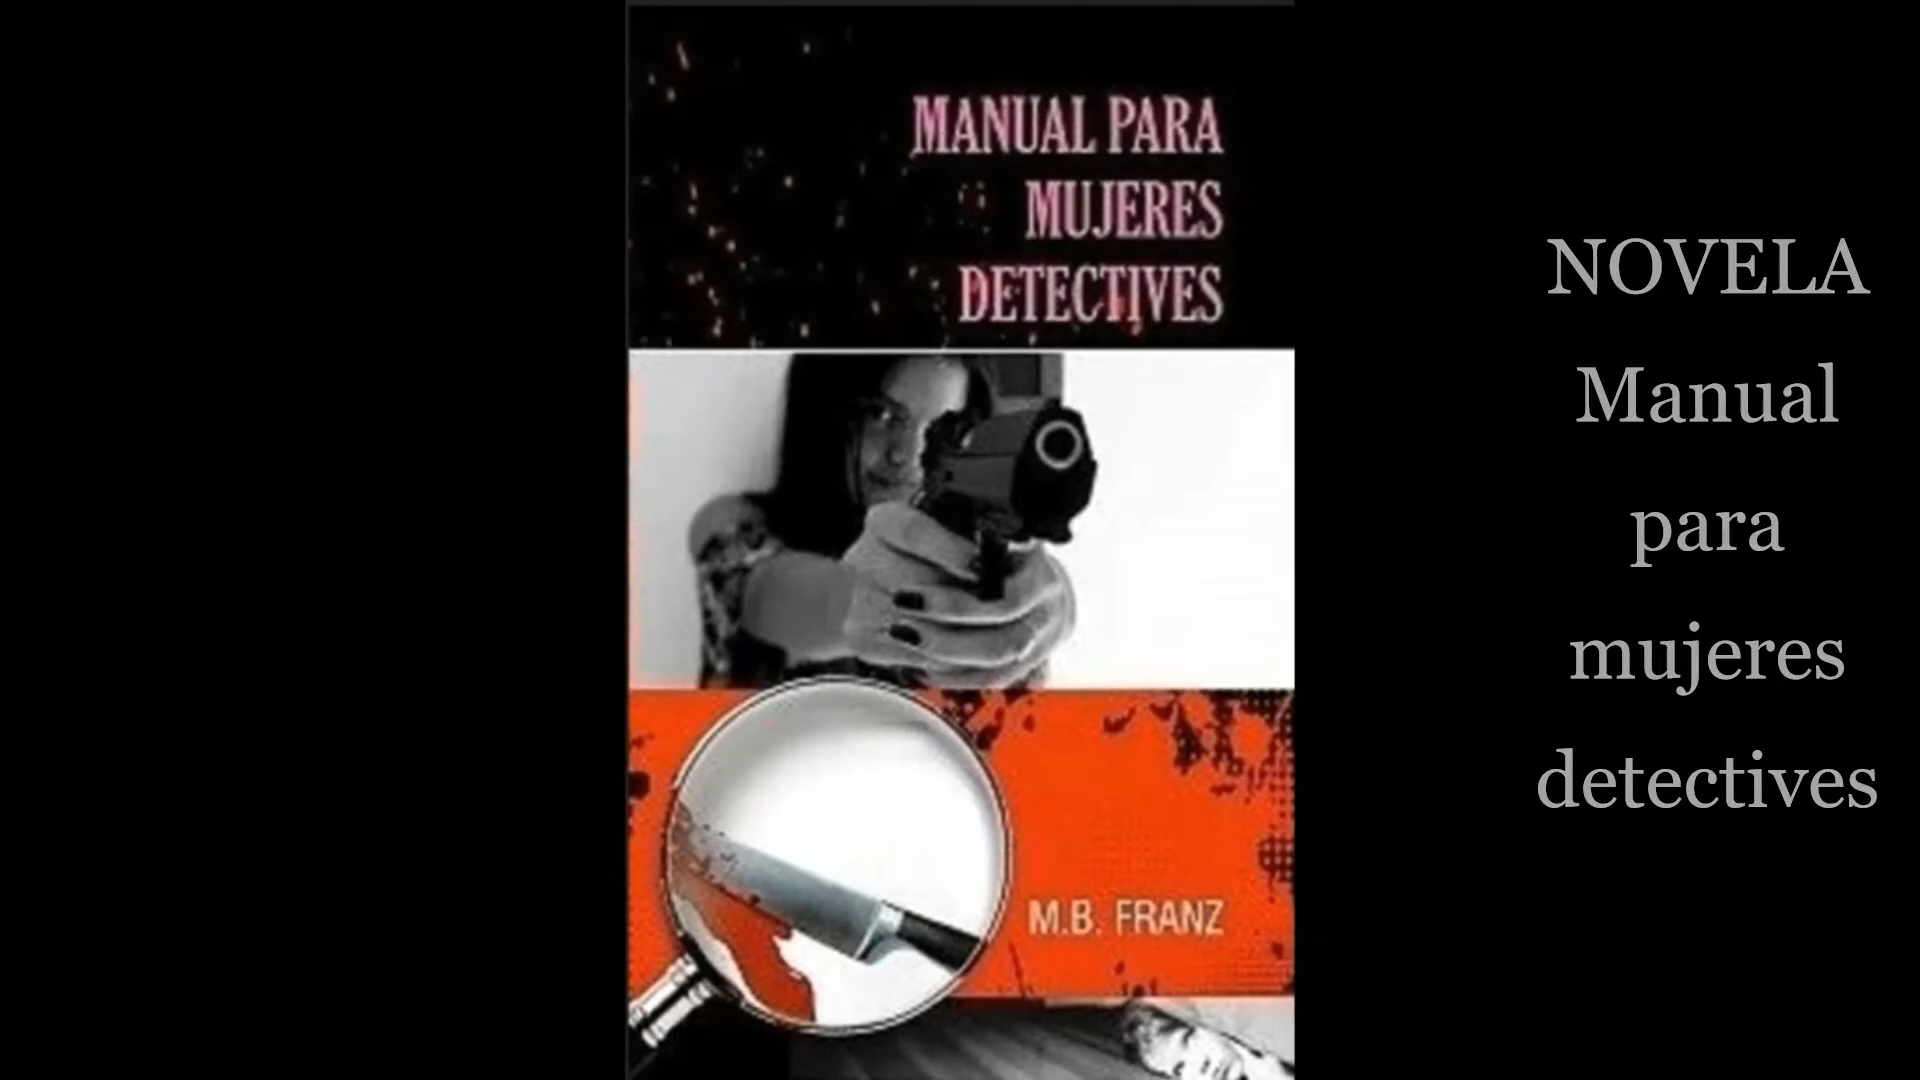 MANUAL PARA
MUJERES
DETECTIVES
M.B. FRANZ
NOVELA
Manual
para
mujeres
detectives